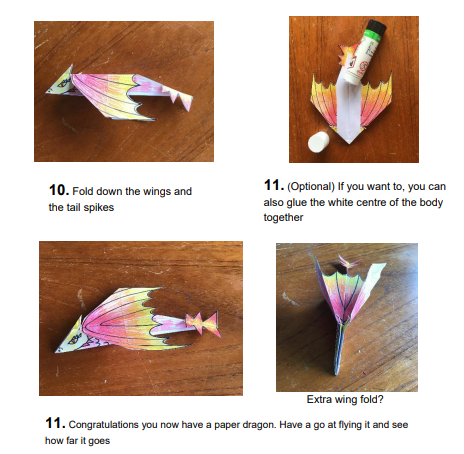 10. Fold down the wings and
the tail spikes
11. (Optional) If you want to, you can
also glue the white centre of the body
together
Extra wing fold?
11. Congratulations you now have a paper dragon. Have a go at flying it and see
how far it goes